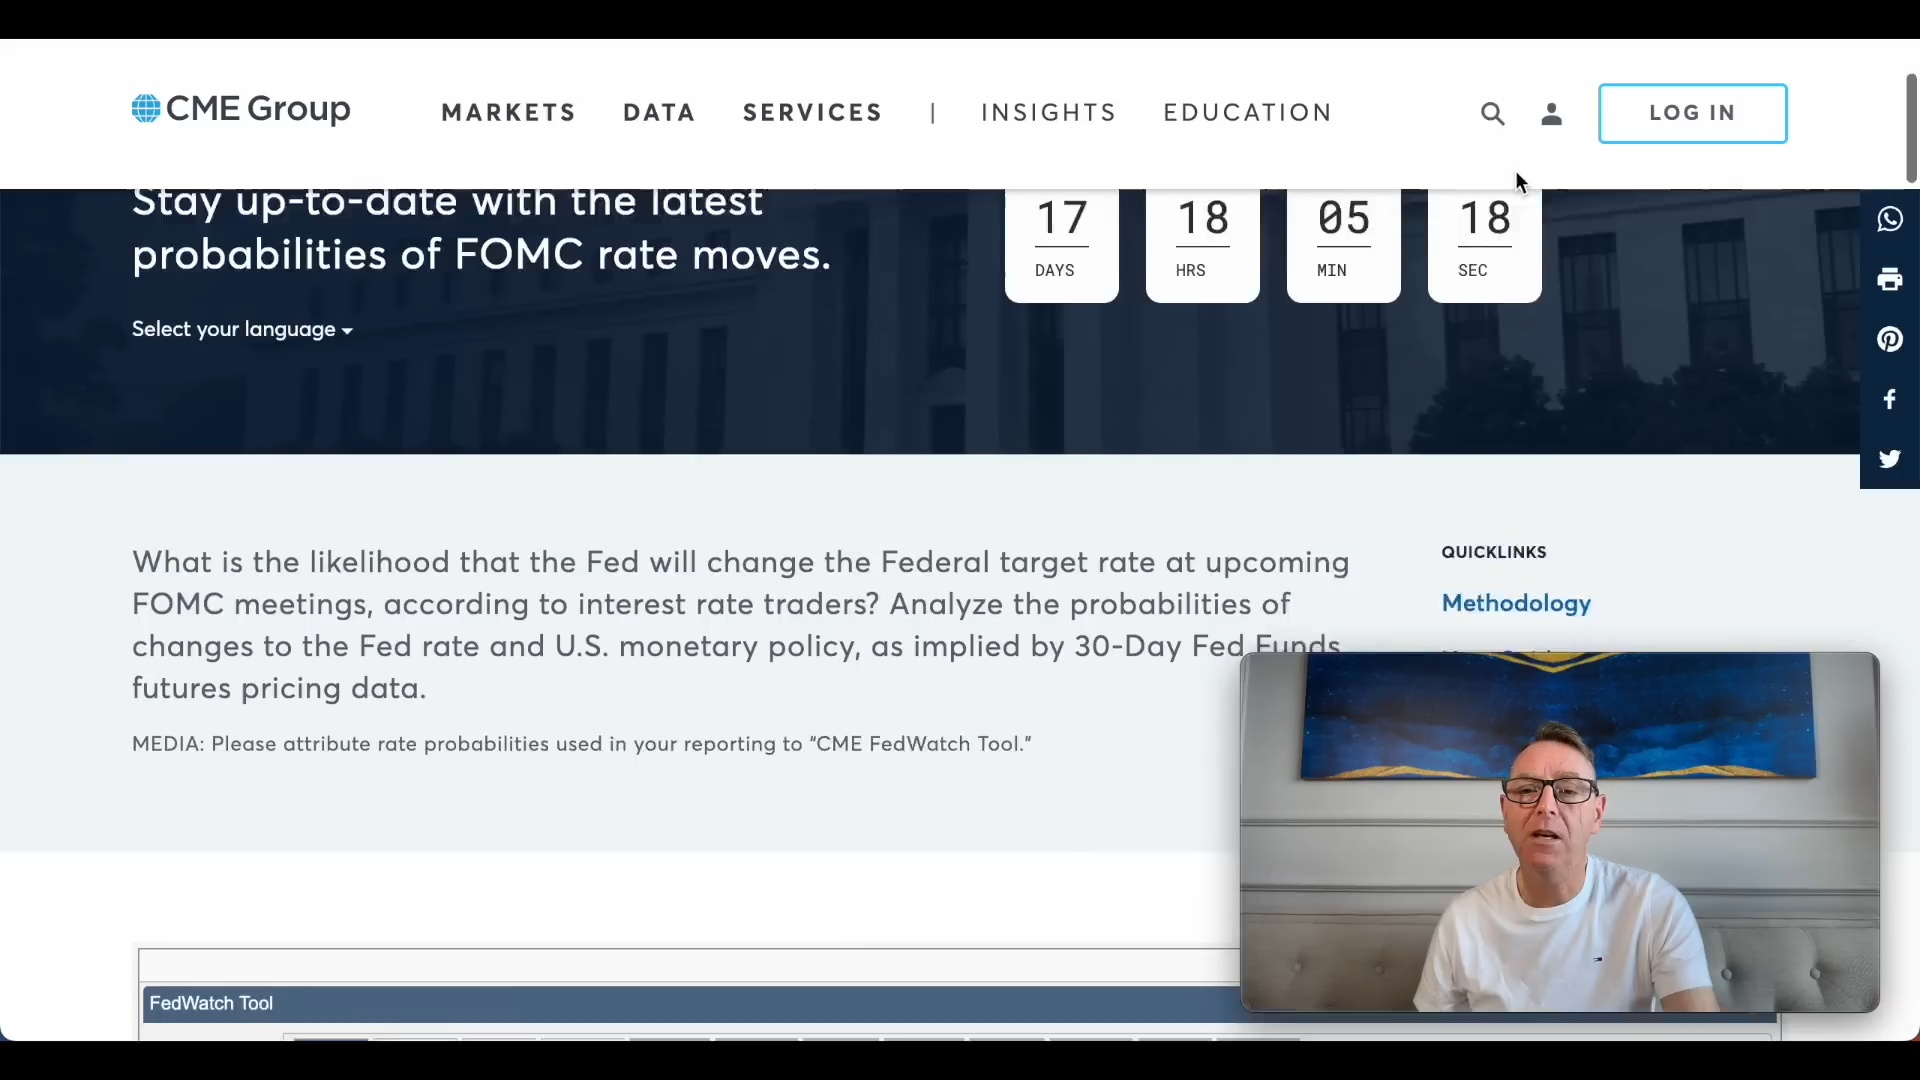 CME Group
MARKETS DATA SERVICES | INSIGHTS EDUCATION
LOG IN
Stay up-to-date with the latest
probabilities of FOMC rate moves.
17 18 05 18
DAYS HRS MIN SEC
Select your language
What is the likelihood that the Fed will change the Federal target rate at upcoming
FOMC meetings, according to interest rate traders? Analyze the probabilities of
changes to the Fed rate and U.S. monetary policy, as implied by 30-Day Fed Funds
futures pricing data.
MEDIA: Please attribute rate probabilities used in your reporting to "CME FedWatch Tool."
QUICKLINKS
Methodology
FedWatch Tool